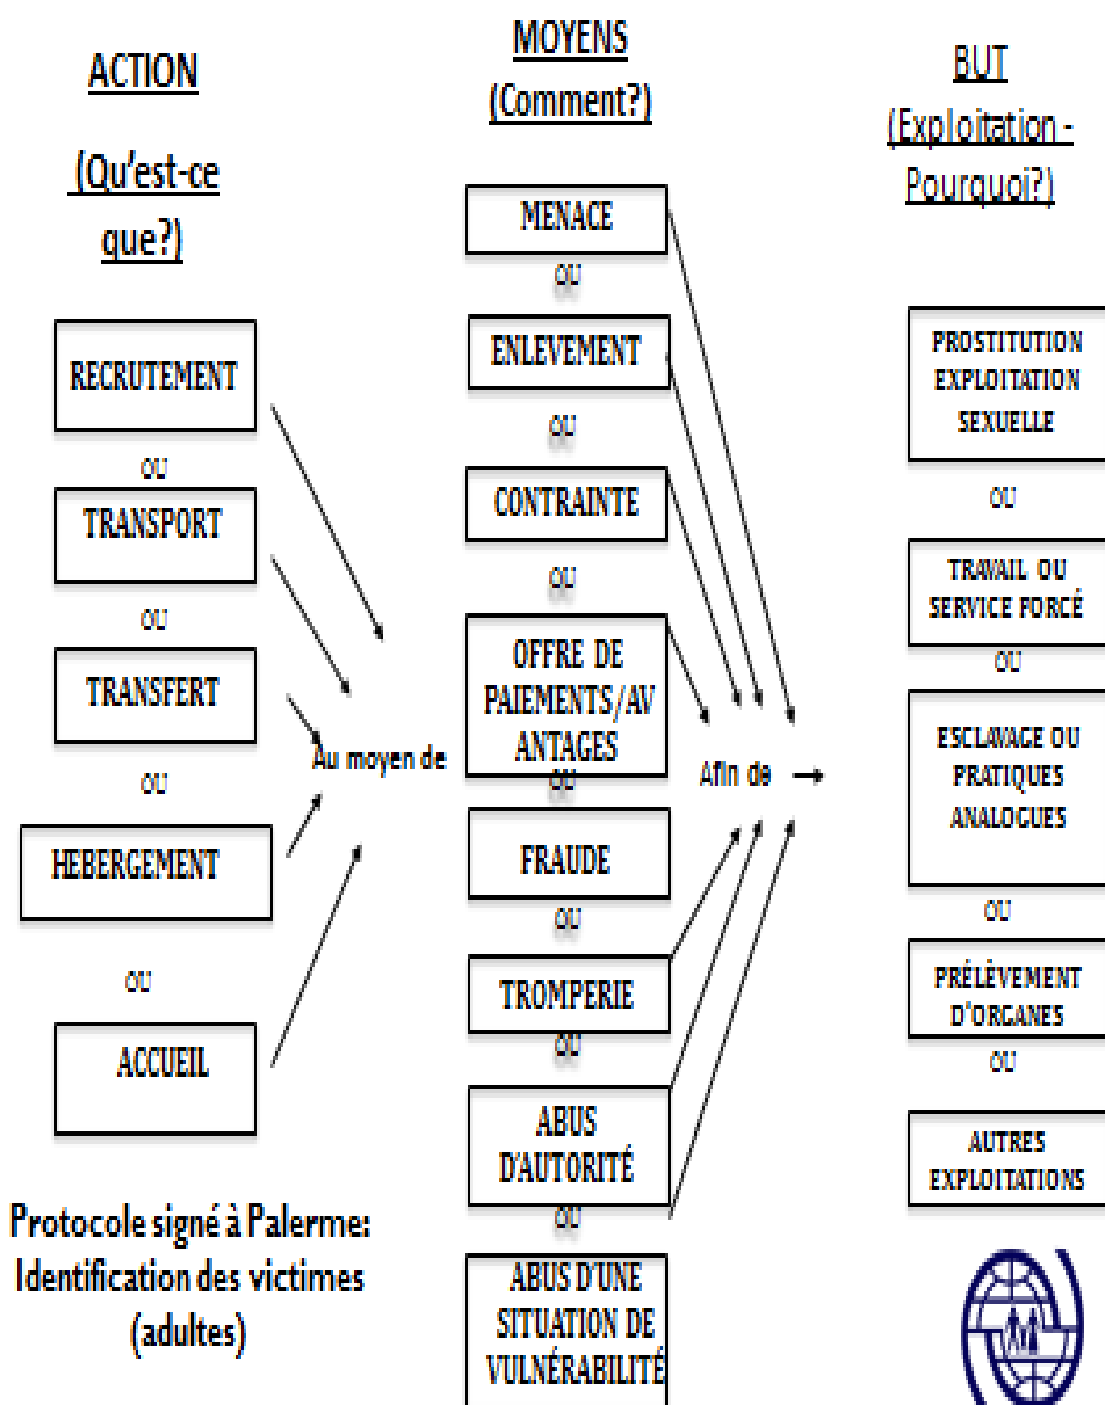 ACTION
(Qu'est-ce
que?)
RECRUTEMENT
OU
TRANSPORT
OU
TRANSFERT
OU
HEBERGEMENT
OU
ACCUEIL
Protocole signé à Palerme:
Identification des victimes
(adultes)
Au moyen de
MOYENS
(Comment?)
MENACE
OU
ENLEVEMENT
OU
CONTRAINTE
OU
OFFRE DE
PAIEMENTS/AV
ANTAGES
OU
FRAUDE
OU
TROMPERIE
OU
ABUS
D'AUTORITÉ
OU
ABUS D'UNE
SITUATION DE
VULNÉRABILITÉ
Afin de
BUT
(Exploitation -
Pourquoi?)
PROSTITUTION
EXPLOITATION
SEXUELLE
OU
TRAVAIL OU
SERVICE FORCÉ
OU
ESCLAVAGE OU
PRATIQUES
ANALOGUES
OU
PRÉLÈVEMENT
D'ORGANES
OU
AUTRES
EXPLOITATIONS